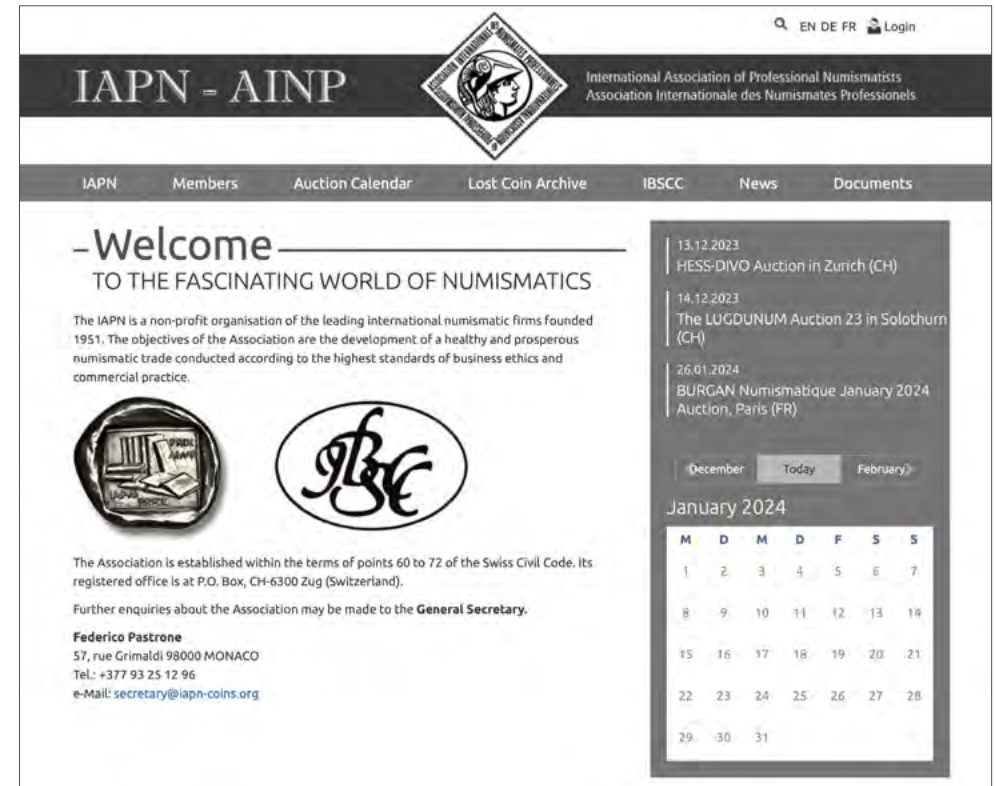 EN DE FR Login
IAPN - AINP
International Association of Professional Numismatists
Association Internationale des Numismates Professionels
IAPN Members Auction Calendar Lost Coin Archive IBSCC News Documents
Welcome
TO THE FASCINATING WORLD OF NUMISMATICS
The IAPN is a non-profit organisation of the leading international numismatic firms founded
1951. The objectives of the Association are the development of a healthy and prosperous
numismatic trade conducted according to the highest standards of business ethics and
commercial practice.
The Association is established within the terms of points 60 to 72 of the Swiss Civil Code. Its
registered office is at P.O. Box, CH-6300 Zug (Switzerland).
Further enquiries about the Association may be made to the General Secretary.
Federico Pastrone
57, rue Grimaldi 98000 MONACO
Tel.: +377 93 25 12 96
e-Mail: secretary@iapn-coins.org
13.12.2023
HESS-DIVO Auction in Zurich (CH)
14.12.2023
The LUGDUNUM Auction 23 in Solothurn
(CH)
26.01.2024
BURGAN Numismatique January 2024
Auction, Paris (FR)
December Today February
January 2024
M D M D F S S
1 2 3 4 5 6 7
8 9 10 11 12 13 14
15 16 17 18 19 20 21
22 23 24 25 26 27 28
29 30 31